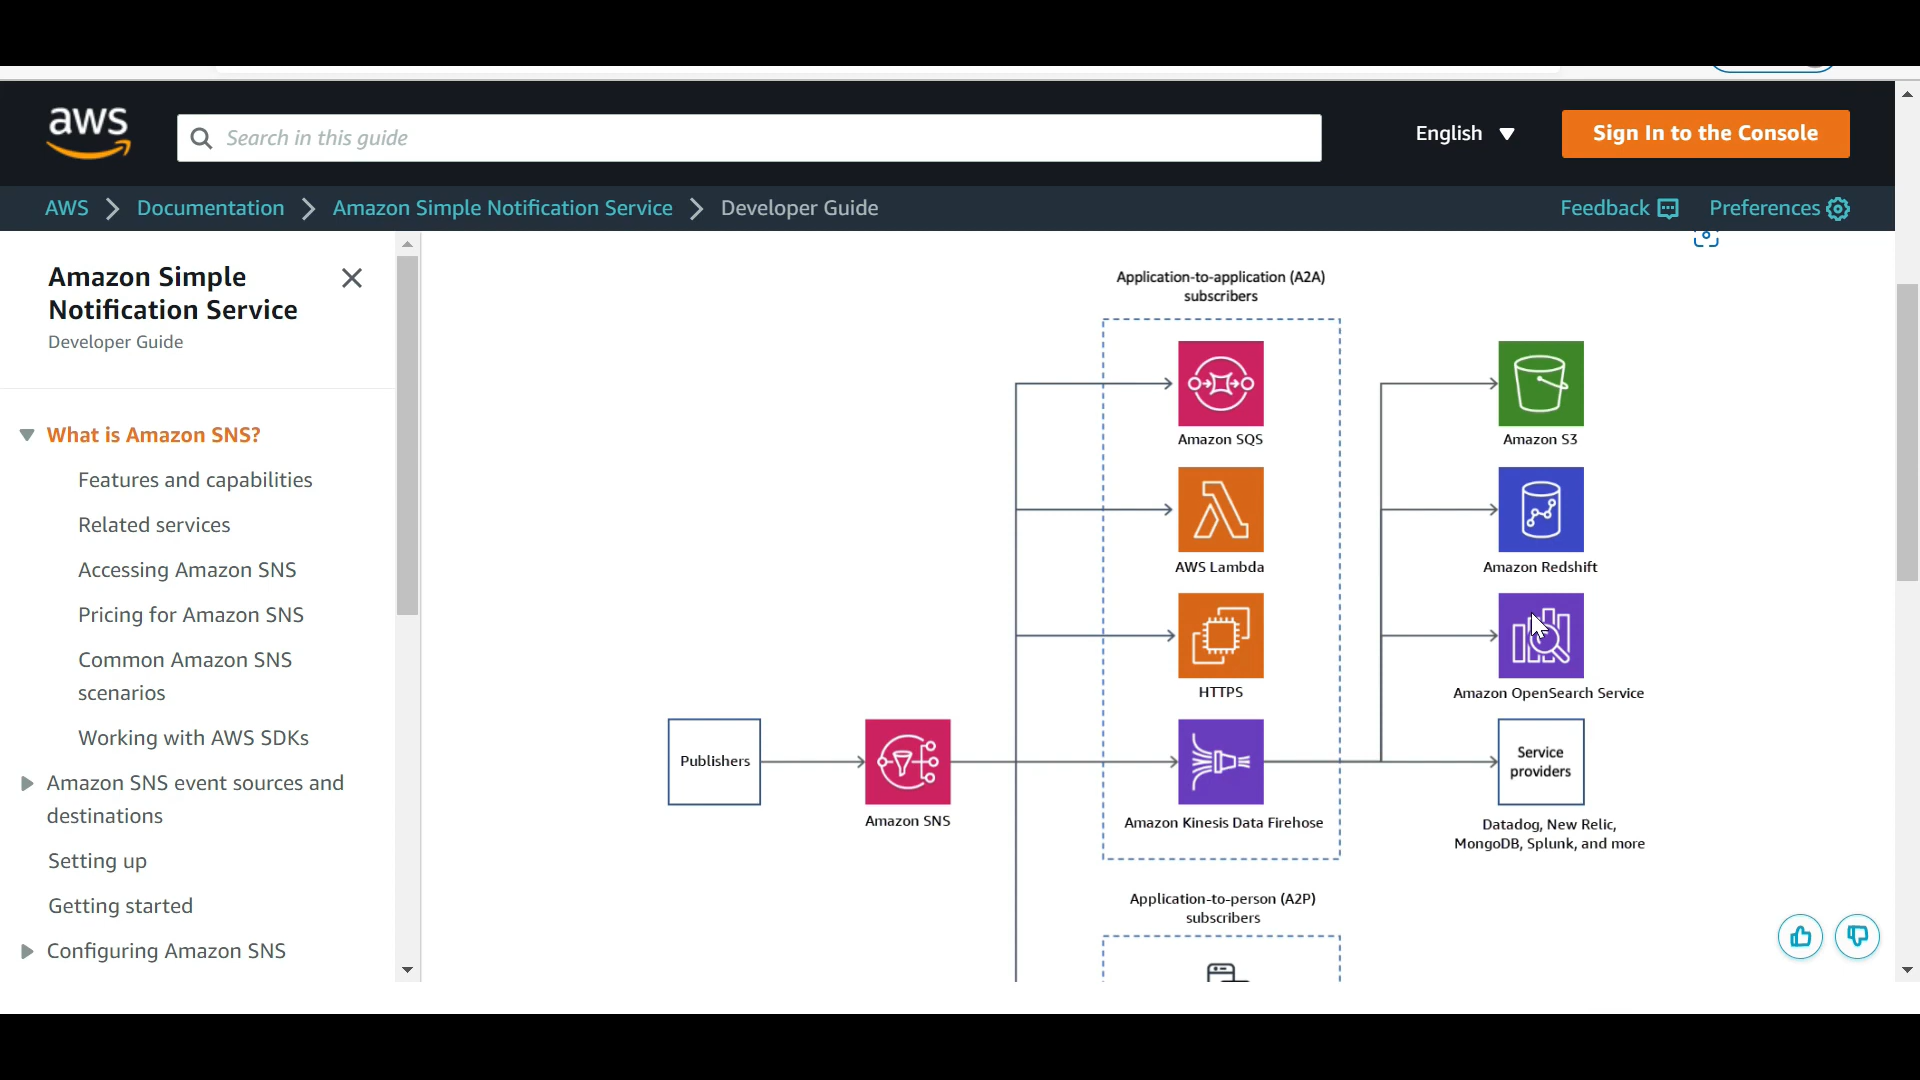 aws
Search in this guide
English
Sign In to the Console
AWS
Documentation
Amazon Simple Notification Service
Developer Guide
Feedback
Preferences
Amazon Simple
Notification Service
Developer Guide
What is Amazon SNS?
Features and capabilities
Related services
Accessing Amazon SNS
Pricing for Amazon SNS
Common Amazon SNS
scenarios
Working with AWS SDKs
Amazon SNS event sources and
destinations
Setting up
Getting started
Configuring Amazon SNS
Application-to-application (A2A)
subscribers
Amazon SQS
Amazon S3
AWS Lambda
Amazon Redshift
HTTPS
Amazon OpenSearch Service
Publishers
Amazon SNS
Amazon Kinesis Data Firehose
Service
providers
Datadog, New Relic,
MongoDB, Splunk, and more
Application-to-person (A2P)
subscribers